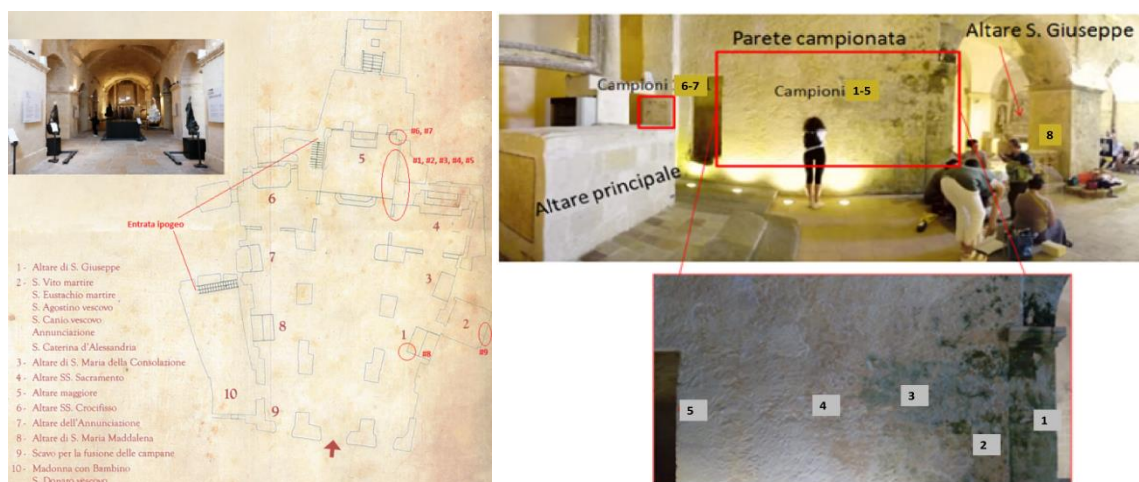 #6, #7
#1, #2, #3, #4, #5
5
6
4
Entrata ipogeo
7
3
8
2
1
#8
#9
10
9
1 - Altare di S. Giuseppe
2 - S. Vito martire
S. Eustachio martire
S. Agostino vescovo
S. Canio vescovo
Annunciazione
S. Caterina d'Alessandria
3 - Altare di S. Maria della Consolazione
4 - Altare SS. Sacramento
5 - Altare maggiore
6 - Altare SS. Crocifisso
7 - Altare dell'Annunciazione
8 - Altare di S. Maria Maddalena
9 - Scavo per la fusione delle campane
10 - Madonna con Bambino
S. Donato vescovo
Parete campionata
Altare S. Giuseppe
Campioni 6-7
Campioni 1-5
8
Altare principale
5
4
3
2
1